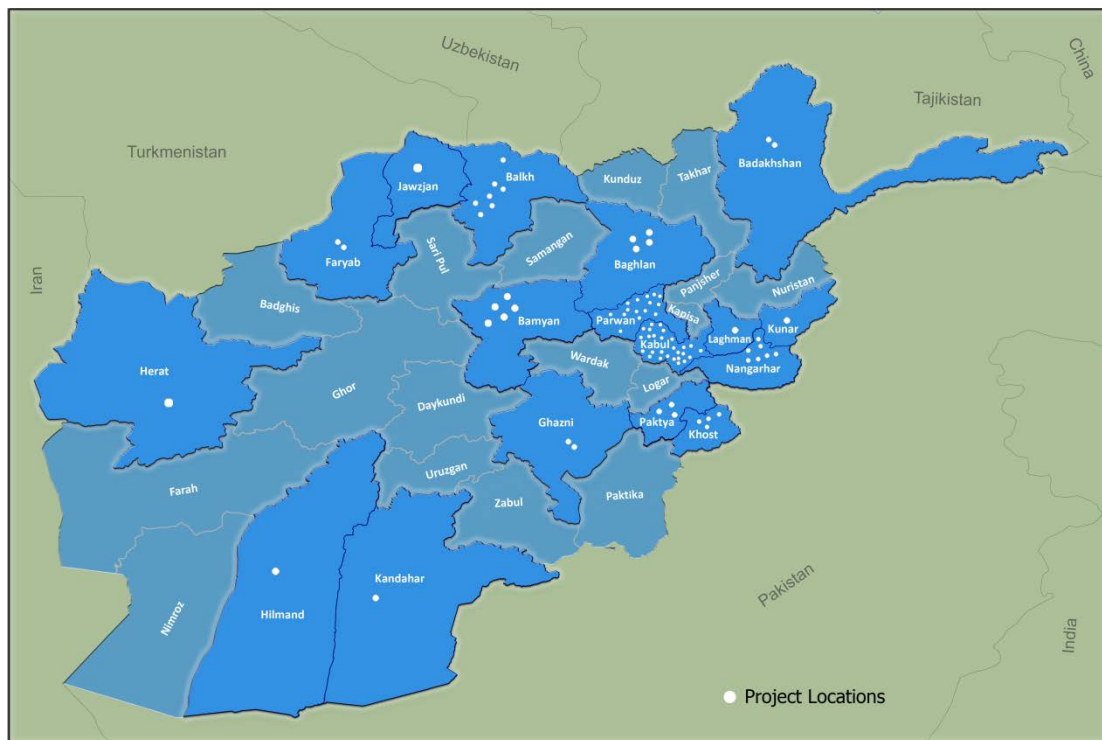 Uzbekistan
China
Tajikistan
Turkmenistan
Badakhshan
Balkh
Kunduz
Takhar
Jawzjan
Sari Pul
Samangan
Faryab
Baghlan
Iran
Panjsher
Nuristan
Badghis
Kapisa
Parwan
Bamyan
Kunar
Laghman
Kabul
Wardak
Nangarhar
Herat
Logar
Ghor
Daykundi
Ghazni
Paktya
Khost
Uruzgan
Farah
Zabul
Paktika
Kandahar
Pakistan
Hilmand
Nimroz
India
Project Locations